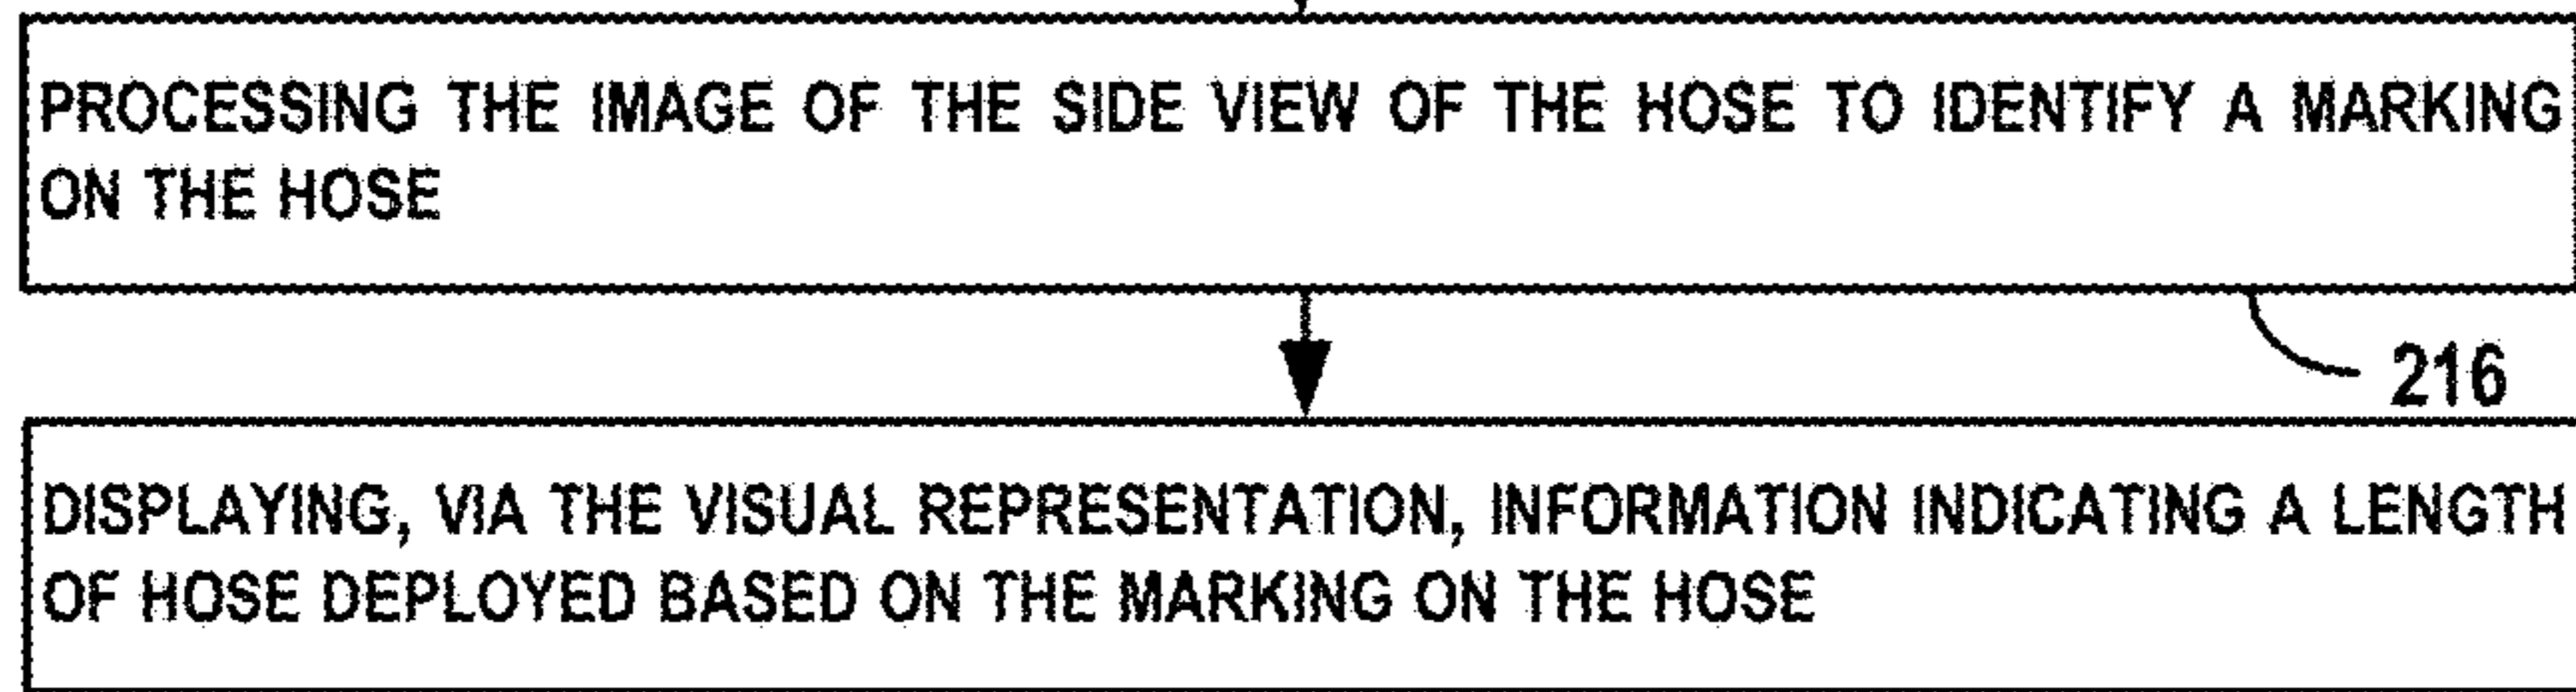 PROCESSING THE IMAGE OF THE SIDE VIEW OF THE HOSE TO IDENTIFY A MARKING
ON THE HOSE
216
DISPLAYING, VIA THE VISUAL REPRESENTATION, INFORMATION INDICATING A LENGTH
OF HOSE DEPLOYED BASED ON THE MARKING ON THE HOSE